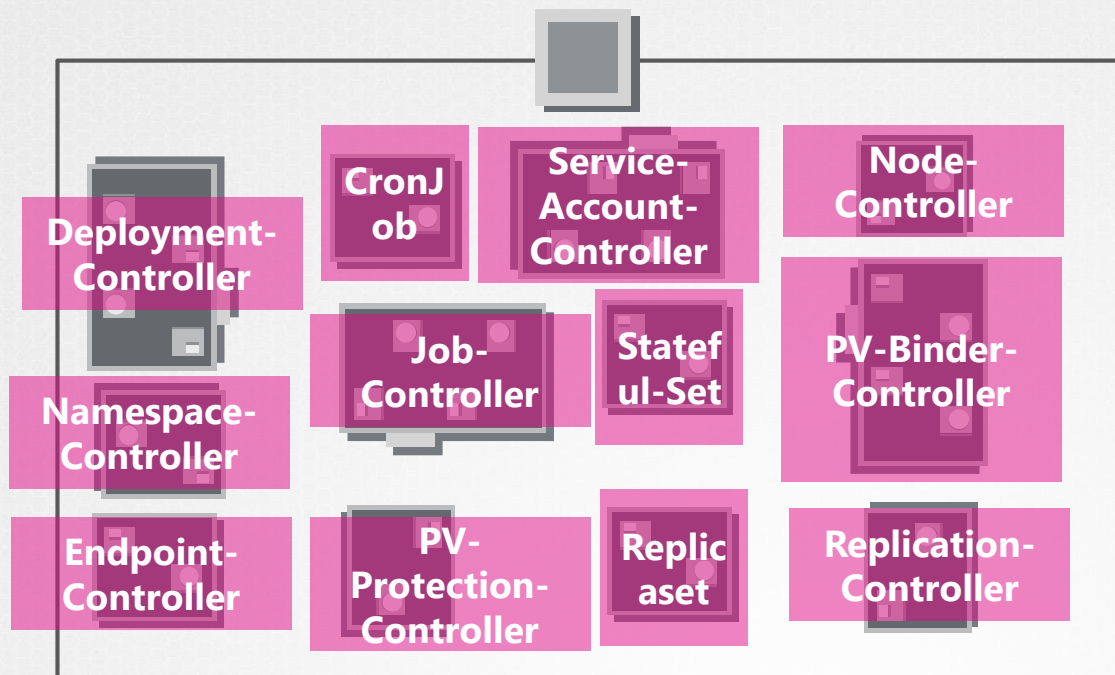 CronJ
ob
Service-
Account-
Controller
Node-
Controller
Deployment-
Controller
Job-
Controller
Statef
ul-Set
PV-Binder-
Controller
Namespace-
Controller
Endpoint-
Controller
PV-
Protection-
Controller
Replic
aset
Replication-
Controller